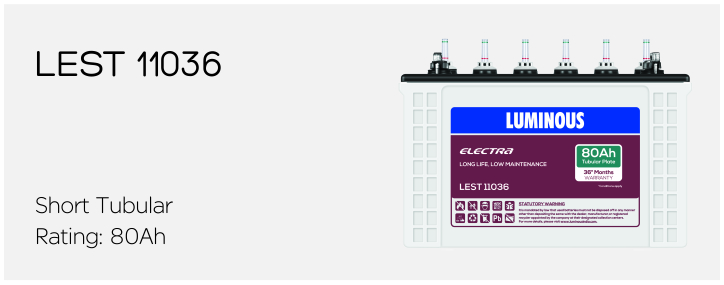 LEST 11036
Short Tubular
Rating: 80Ah
LUMINOUS
ELECTRA
LONG LIFE, LOW MAINTENANCE
LEST 11036
80Ah
Tubular Plate
36* Months
WARRANTY
STATUTORY WARNING
Pb